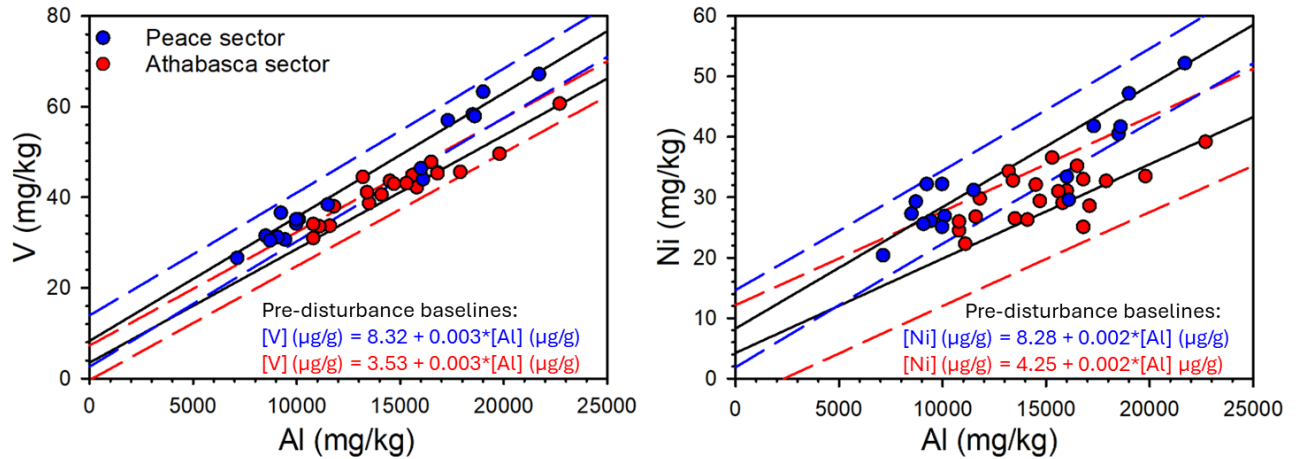 80
60
40
20
0
V (mg/kg)
Peace sector
Athabasca sector
Pre-disturbance baselines:
[V] (µg/g) = 8.32 + 0.003*[Al] (µg/g)
[V] (µg/g) = 3.53 + 0.003*[Al] (µg/g)
0 5000 10000 15000 20000 25000
Al (mg/kg)
60
50
40
30
20
10
0
Ni (mg/kg)
Pre-disturbance baselines:
[Ni] (µg/g) = 8.28 + 0.002*[Al] (µg/g)
[Ni] (µg/g) = 4.25 + 0.002*[Al] µg/g)
0 5000 10000 15000 20000 25000
Al (mg/kg)